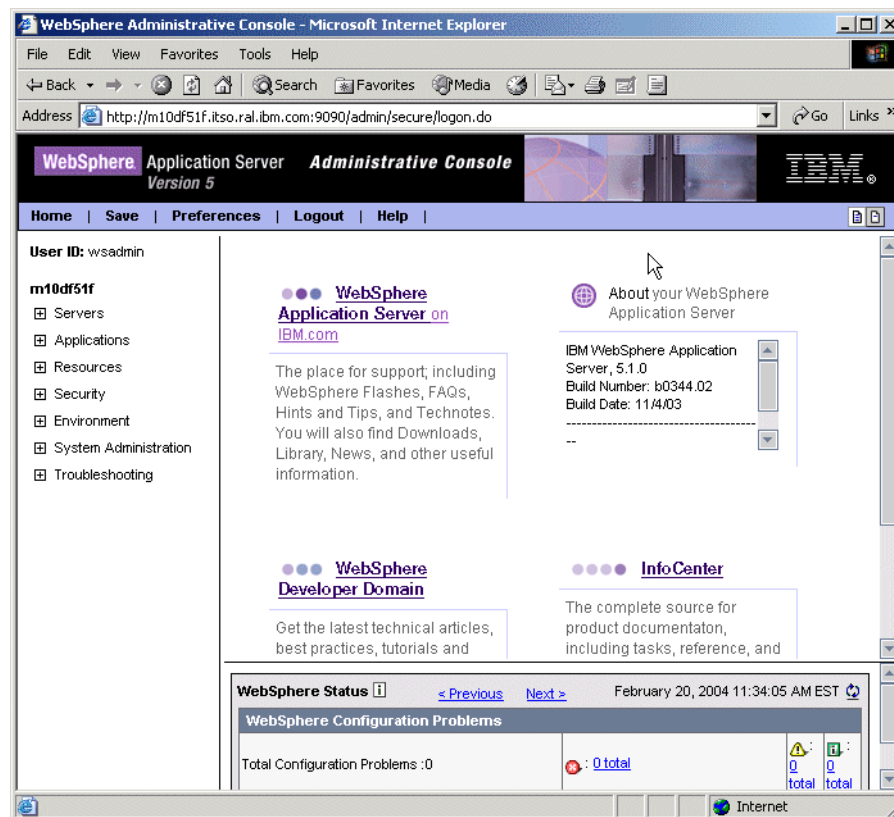 WebSphere Administrative Console - Microsoft Internet Explorer
File Edit View Favorites Tools Help
Back Search Favorites Media
Address http://m10df51f.itso.ral.ibm.com:9090/admin/secure/logon.do Go Links »
WebSphere Application Server Administrative Console
Version 5
IBM ®
Home | Save | Preferences | Logout | Help |
User ID: wsadmin
m10df51f
Servers
Applications
Resources
Security
Environment
System Administration
Troubleshooting
WebSphere
Application Server on
IBM.com
The place for support; including
WebSphere Flashes, FAQs,
Hints and Tips, and Technotes.
You will also find Downloads,
Library, News, and other useful
information.
About your WebSphere
Application Server
IBM WebSphere Application
Server, 5.1.0
Build Number: b0344.02
Build Date: 11/4/03
-------------------------------------
--
WebSphere
Developer Domain
Get the latest technical articles,
best practices, tutorials and
InfoCenter
The complete source for
product documentaton,
including tasks, reference, and
WebSphere Status i < Previous Next > February 20, 2004 11:34:05 AM EST
WebSphere Configuration Problems
Total Configuration Problems :0 : 0 total : 0 total : 0 total
Internet